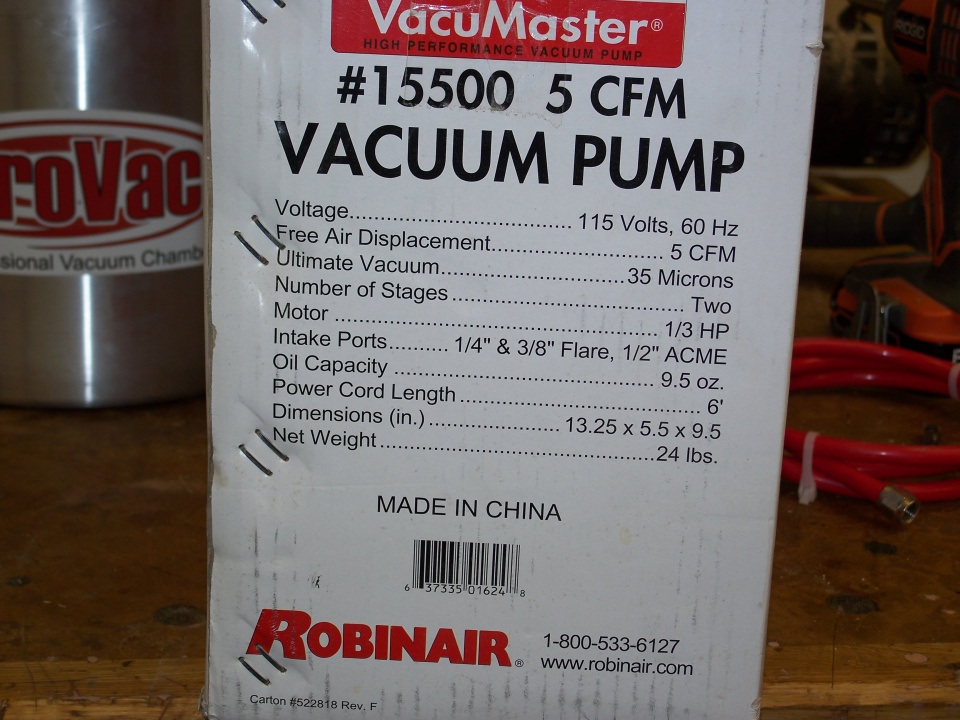 VacuMaster®
HIGH PERFORMANCE VACUUM PUMP
#15500 5 CFM
VACUUM PUMP
Voltage.................................... 115 Volts, 60 Hz
Free Air Displacement............................ 5 CFM
Ultimate Vacuum..............................35 Microns
Number of Stages....................................... Two
Motor ..................................................... 1/3 HP
Intake Ports.......... 1/4" & 3/8" Flare, 1/2" ACME
Oil Capacity .......................................... 9.5 oz.
Power Cord Length....................................... 6'
Dimensions (in.)...................... 13.25 x 5.5 x 9.5
Net Weight............................................24 lbs.
MADE IN CHINA
6 37335 01624 8
ROBINAIR®
1-800-533-6127
www.robinair.com
Carton #522818 Rev. F
roVac
sional Vacuum Chamb
RIDGID